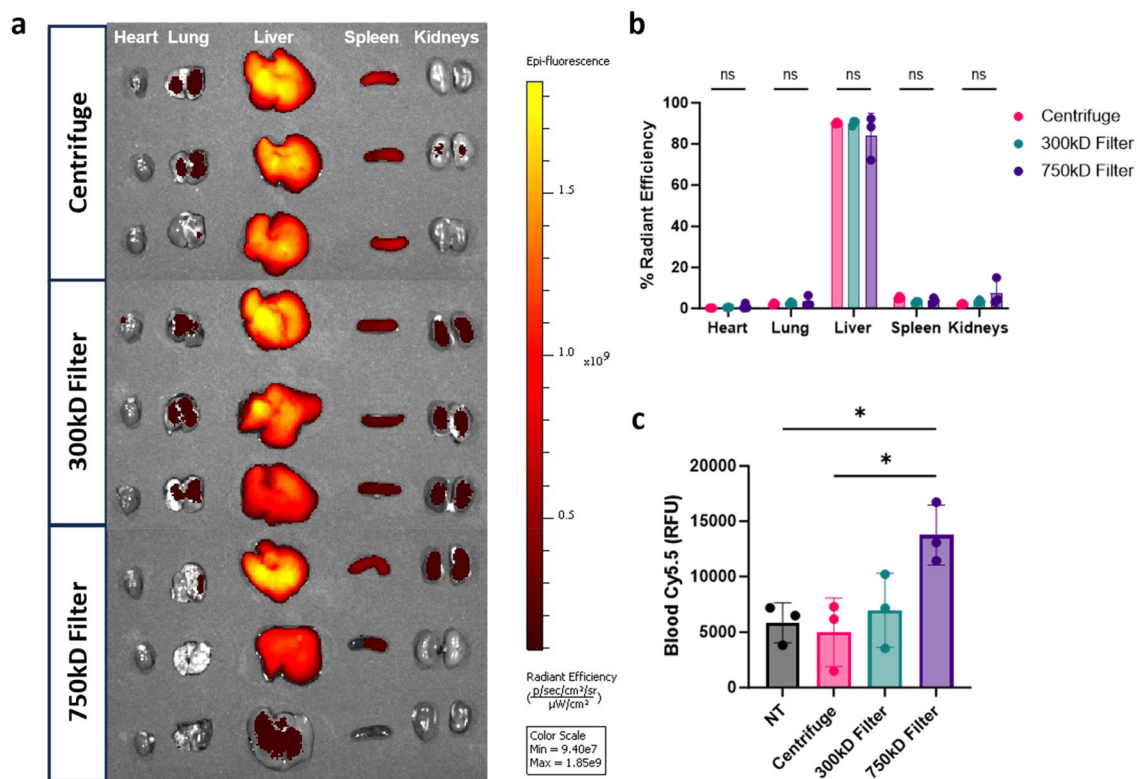 a
Heart Lung Liver Spleen Kidneys
Centrifuge
300kD Filter
750kD Filter
Epi-fluorescence
1.5
1.0
x10⁹
0.5
Radiant Efficiency
(p/sec/cm²/sr
µW/cm²)
Color Scale
Min = 9.40e7
Max = 1.85e9
b
ns ns ns ns ns
% Radiant Efficiency
100
80
60
40
20
0
Heart Lung Liver Spleen Kidneys
Centrifuge
300kD Filter
750kD Filter
c
*
*
Blood Cy5.5 (RFU)
20000
15000
10000
5000
0
NT
Centrifuge
300kD Filter
750kD Filter